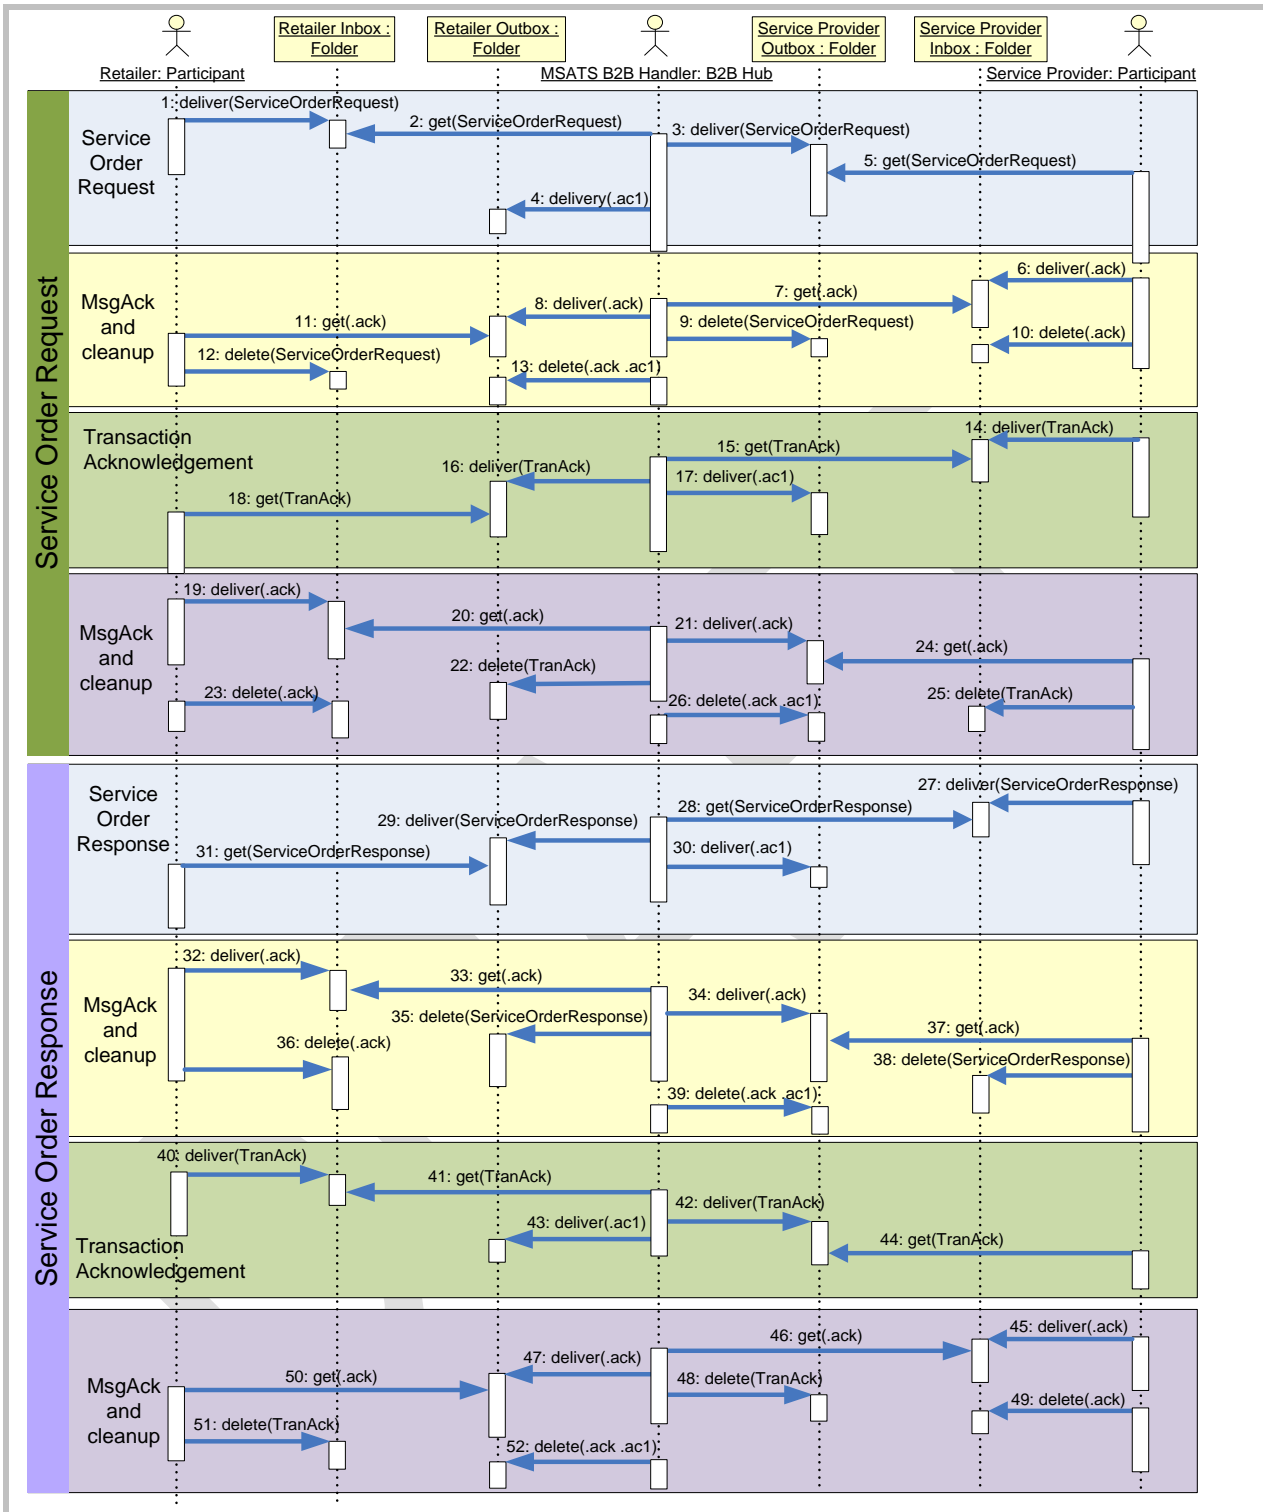 Retailer Inbox :
Folder
Retailer Outbox :
Folder
Service Provider
Outbox : Folder
Service Provider
Inbox : Folder
Retailer: Participant
MSATS B2B Handler: B2B Hub
Service Provider: Participant
Service Order Request
Service
Order
Request
1: deliver(ServiceOrderRequest)
2: get(ServiceOrderRequest)
3: deliver(ServiceOrderRequest)
5: get(ServiceOrderRequest)
4: delivery(.ac1)
MsgAck
and
cleanup
6: deliver(.ack)
7: get(.ack)
8: deliver(.ack)
9: delete(ServiceOrderRequest)
10: delete(.ack)
11: get(.ack)
12: delete(ServiceOrderRequest)
13: delete(.ack .ac1)
Transaction
Acknowledgement
14: deliver(TranAck)
15: get(TranAck)
16: deliver(TranAck)
17: deliver(.ac1)
18: get(TranAck)
MsgAck
and
cleanup
19: deliver(.ack)
20: get(.ack)
21: deliver(.ack)
24: get(.ack)
22: delete(TranAck)
23: delete(.ack)
26: delete(.ack .ac1)
25: delete(TranAck)
Service Order Response
Service
Order
Response
27: deliver(ServiceOrderResponse)
28: get(ServiceOrderResponse)
29: deliver(ServiceOrderResponse)
30: deliver(.ac1)
31: get(ServiceOrderResponse)
MsgAck
and
cleanup
32: deliver(.ack)
33: get(.ack)
34: deliver(.ack)
35: delete(ServiceOrderResponse)
37: get(.ack)
36: delete(.ack)
38: delete(ServiceOrderResponse)
39: delete(.ack .ac1)
40: deliver(TranAck)
41: get(TranAck)
42: deliver(TranAck)
43: deliver(.ac1)
44: get(TranAck)
Transaction
Acknowledgement
MsgAck
and
cleanup
45: deliver(.ack)
46: get(.ack)
47: deliver(.ack)
48: delete(TranAck)
50: get(.ack)
49: delete(.ack)
51: delete(TranAck)
52: delete(.ack .ac1)